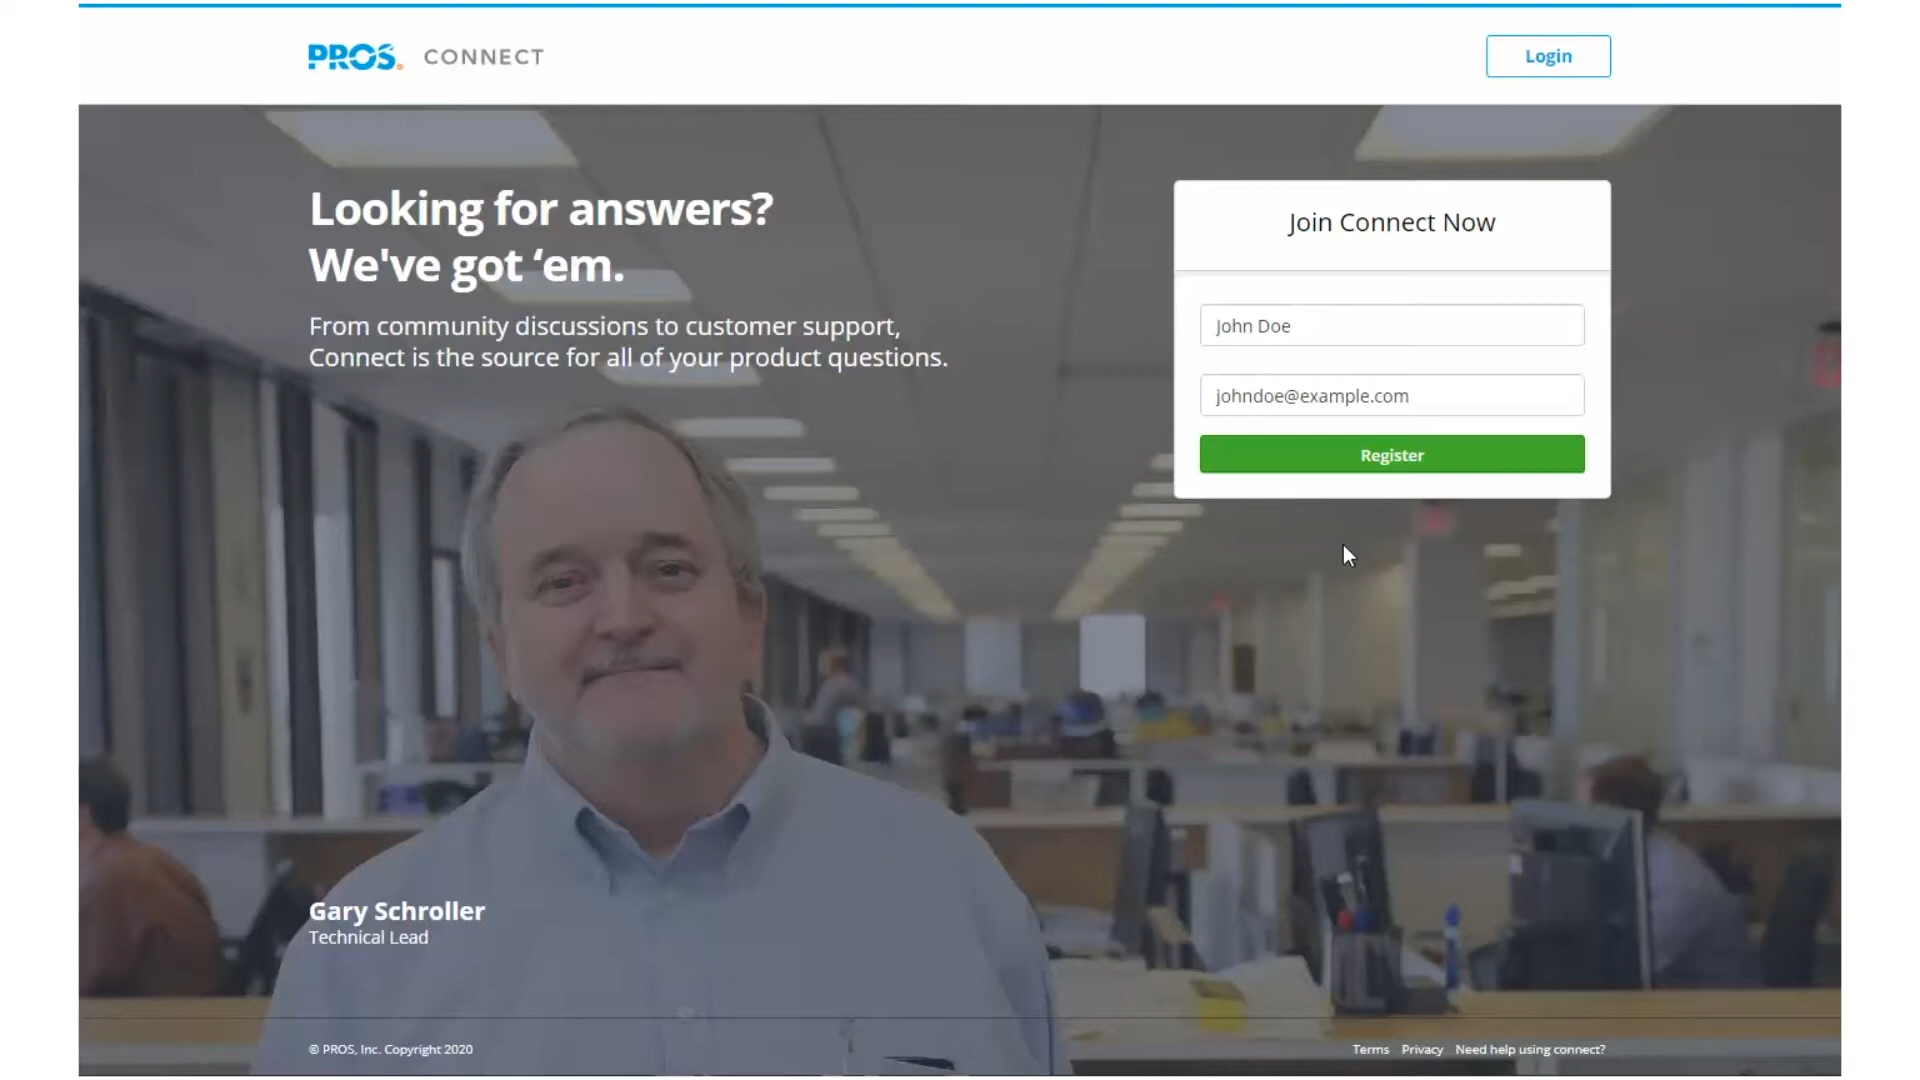 PROS. CONNECT
Login
Looking for answers?
We've got ‘em.
From community discussions to customer support,
Connect is the source for all of your product questions.
Join Connect Now
John Doe
johndoe@example.com
Register
Gary Schroller
Technical Lead
© PROS, Inc. Copyright 2020
Terms Privacy Need help using connect?